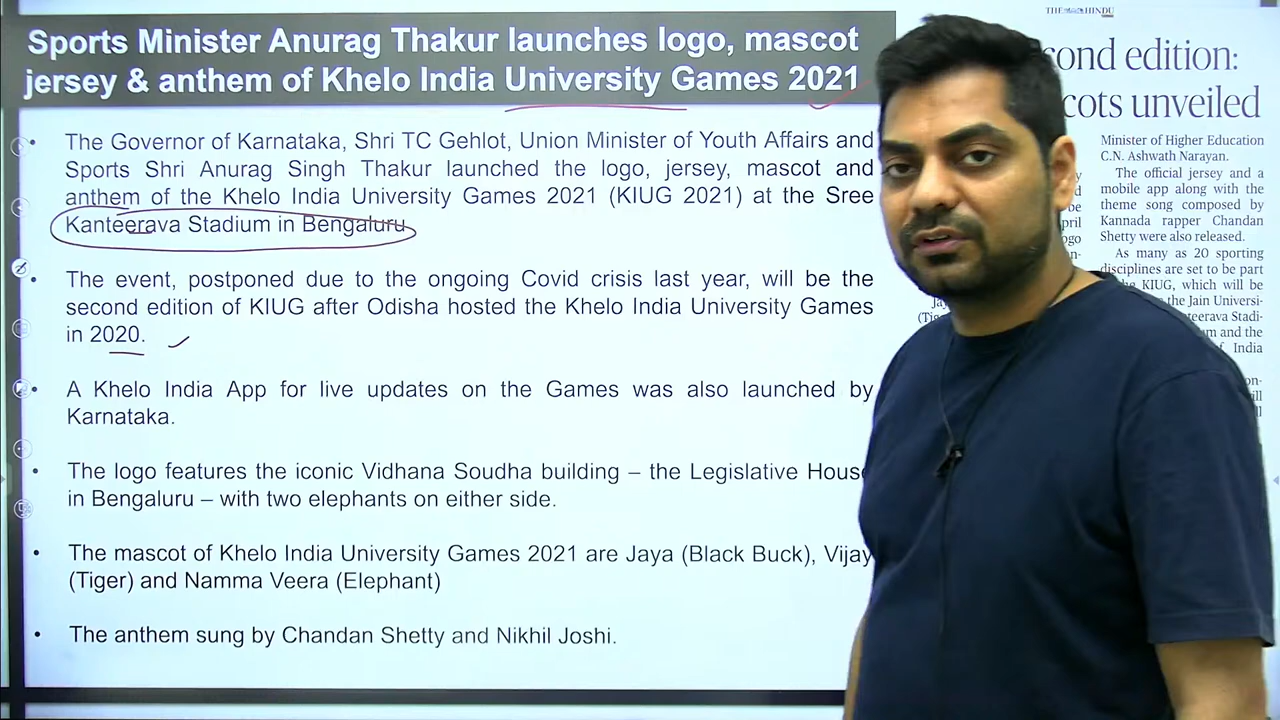 Sports Minister Anurag Thakur launches logo, mascot
jersey & anthem of Khelo India University Games 2021
• The Governor of Karnataka, Shri TC Gehlot, Union Minister of Youth Affairs and
Sports Shri Anurag Singh Thakur launched the logo, jersey, mascot and
anthem of the Khelo India University Games 2021 (KIUG 2021) at the Sree
Kanteerava Stadium in Bengaluru
• The event, postponed due to the ongoing Covid crisis last year, will be the
second edition of KIUG after Odisha hosted the Khelo India University Games
in 2020.
• A Khelo India App for live updates on the Games was also launched by
Karnataka.
• The logo features the iconic Vidhana Soudha building – the Legislative House
in Bengaluru – with two elephants on either side.
• The mascot of Khelo India University Games 2021 are Jaya (Black Buck), Vijay
(Tiger) and Namma Veera (Elephant)
• The anthem sung by Chandan Shetty and Nikhil Joshi.
THE HINDU
edition:
unveiled
Minister of Higher Education
C.N. Ashwath Narayan.
The official jersey and a
mobile app along with the
theme song composed by
Kannada rapper Chandan
Shetty were also released.
As many as 20 sporting
disciplines are set to be part
KIUG, which will be
the Jain Universi-
Stadi-
and the
India